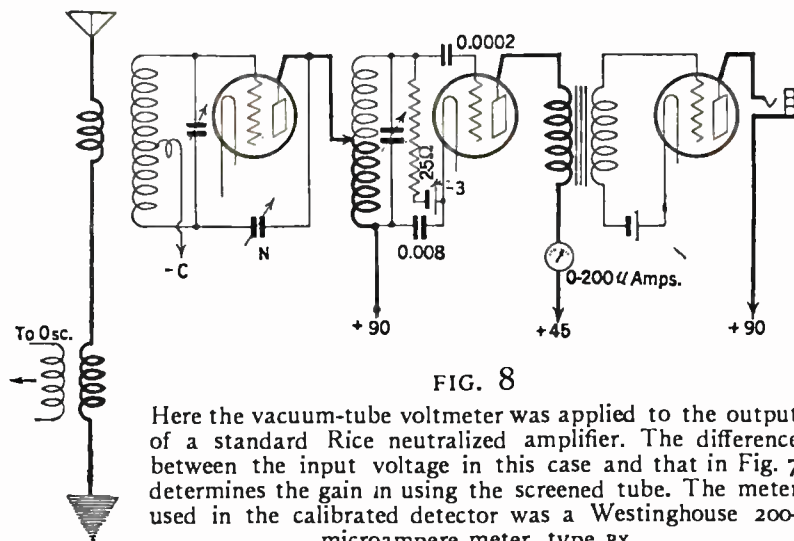 0.0002
25Ω
-3
-C
N
0.008
0-200 µ Amps.
To Osc.
+90
+45
+90
FIG. 8
Here the vacuum-tube voltmeter was applied to the output
of a standard Rice neutralized amplifier. The difference
between the input voltage in this case and that in Fig. 7
determines the gain in using the screened tube. The meter
used in the calibrated detector was a Westinghouse 200-
microampere meter, type PX